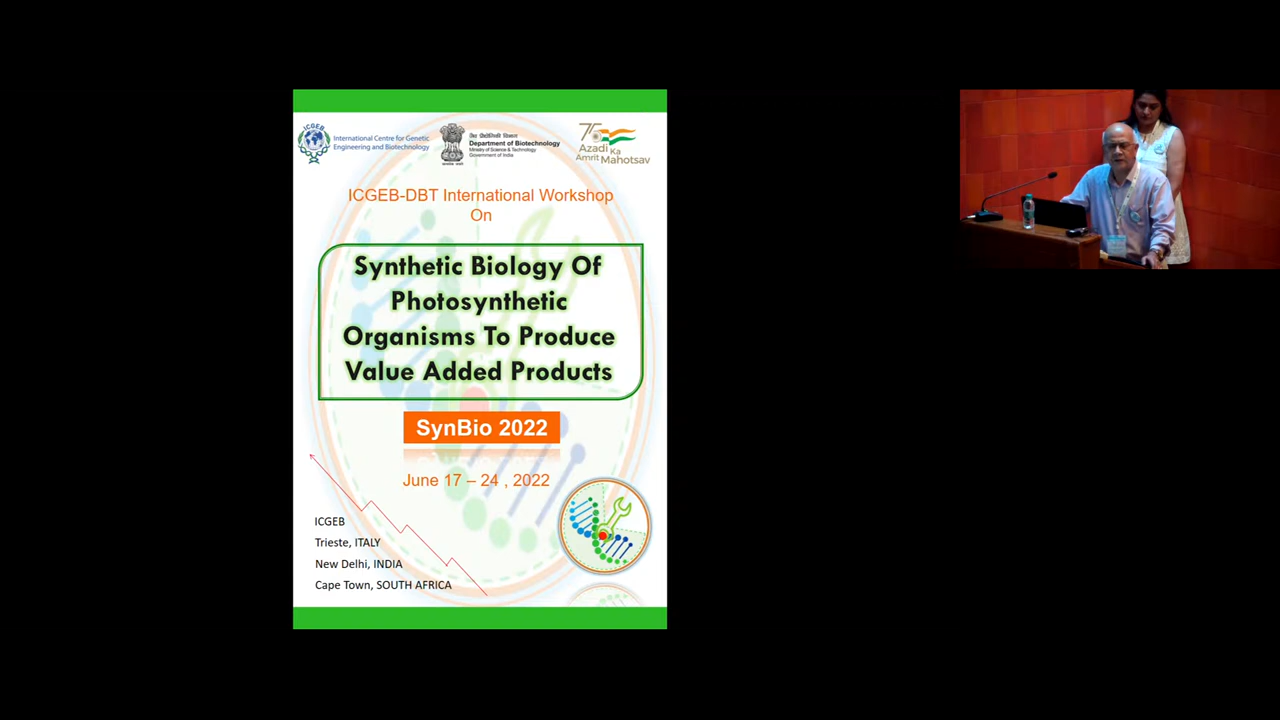 ICGEB
International Centre for Genetic
Engineering and Biotechnology
Department of Biotechnology
Ministry of Science & Technology
Government of India
75
Azadi Ka
Amrit Mahotsav
ICGEB-DBT International Workshop
On
Synthetic Biology Of
Photosynthetic
Organisms To Produce
Value Added Products
SynBio 2022
June 17 – 24 , 2022
ICGEB
Trieste, ITALY
New Delhi, INDIA
Cape Town, SOUTH AFRICA